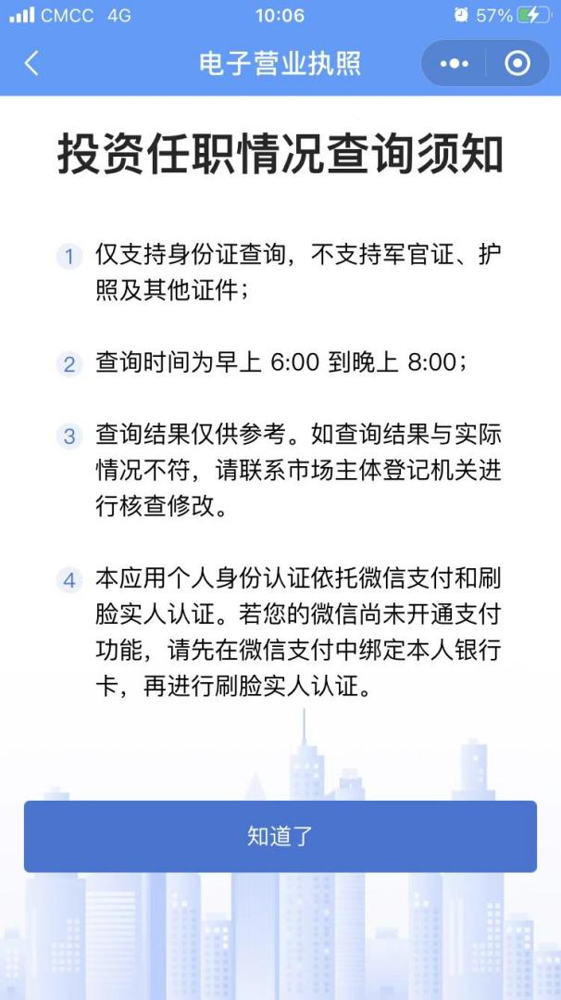 CMCC 4G 10:06 57%
电子营业执照
投资任职情况查询须知
1 仅支持身份证查询，不支持军官证、护
照及其他证件；
2 查询时间为早上 6:00 到晚上 8:00；
3 查询结果仅供参考。如查询结果与实际
情况不符，请联系市场主体登记机关进
行核查修改。
4 本应用个人身份认证依托微信支付和刷
脸实人认证。若您的微信尚未开通支付
功能，请先在微信支付中绑定本人银行
卡，再进行刷脸实人认证。
知道了